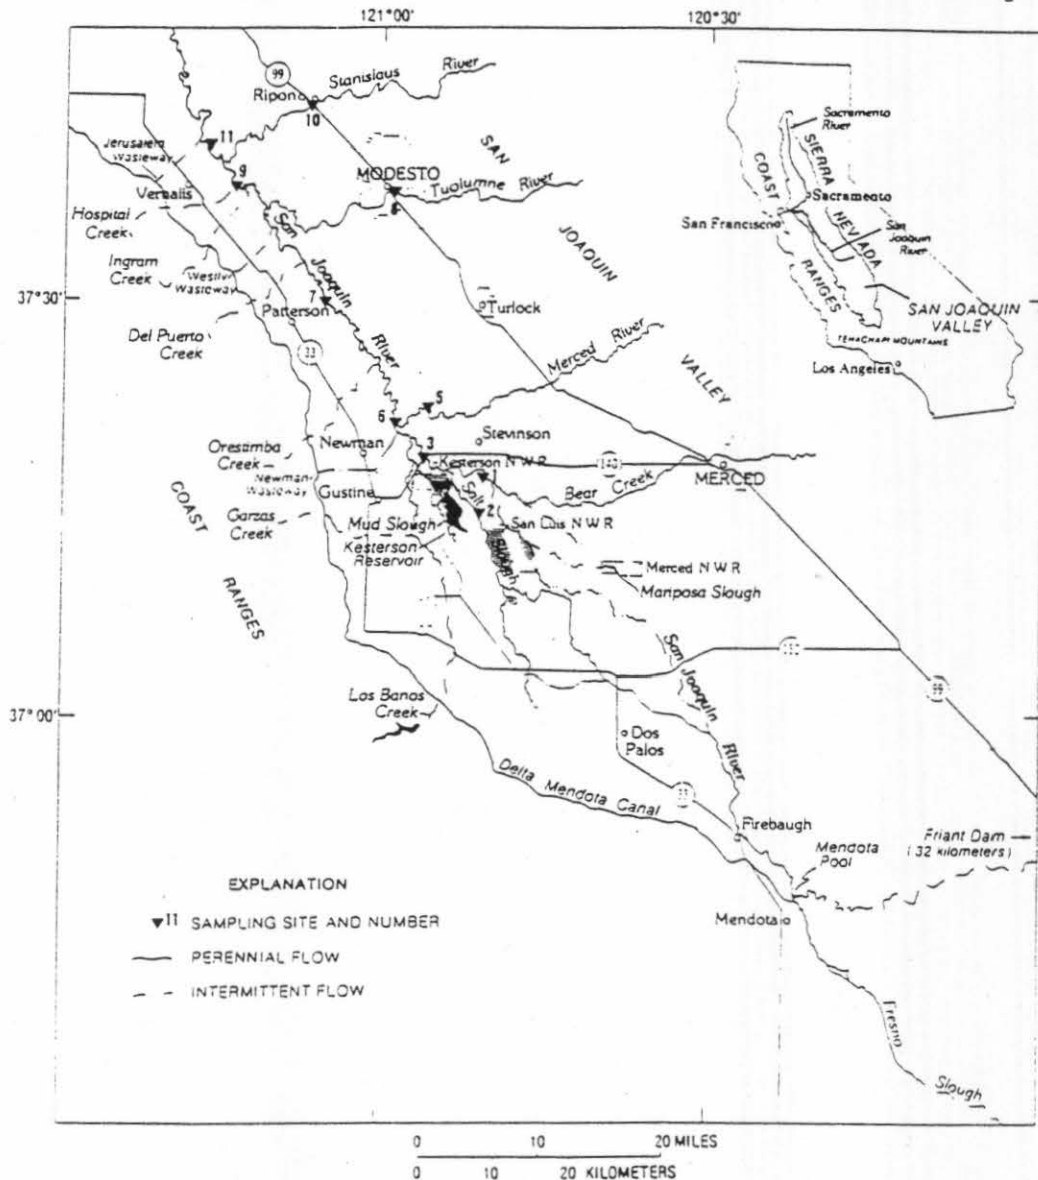 121°00'
120°30'
99
Ripon
Stanislaus River
10
11
Jerusalem
Wasteway
9
Vernalis
SAN
MODESTO
Tuolumne River
Hospital
Creek
San
Ingram
Creek
Westley
Wasteway
JOAQUIN
Joaquin
37°30'
7
Patterson
Turlock
Del Puerto
Creek
33
River
Merced River
VALLEY
5
6
Stevinson
Newman
3
Orestimba
Creek
Kesterson N W R
140
MERCED
Newman
Wasteway
Gustine
1
Bear Creek
COAST
Salt
2
San Luis N W R
Garzas
Creek
Mud Slough
Kesterson
Reservoir
Slough
Merced N W R
Mariposa Slough
RANGES
San
Joaquin
River
99
Los Banos
Creek
37°00'
Dos
Palos
Delta Mendota Canal
33
Firebaugh
Mendota
Pool
Friant Dam
(32 kilometers)
Mendota
Fresno
Slough
Sacramento
River
SIERRA
NEVADA
COAST
RANGES
Sacramento
San Francisco
San
Joaquin
River
SAN JOAQUIN
VALLEY
TEHACHAPI MOUNTAINS
Los Angeles
EXPLANATION
11 SAMPLING SITE AND NUMBER
PERENNIAL FLOW
INTERMITTENT FLOW
0 10 20 MILES
0 10 20 KILOMETERS